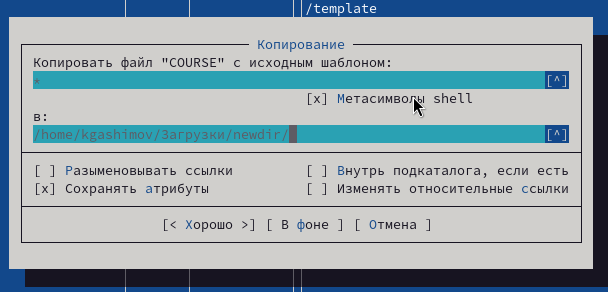 /template
Копирование
Копировать файл "COURSE" с исходным шаблоном:
* [^]
[x] Метасимволы shell
в:
/home/kgashimov/Загрузки/newdir/ [^]
[ ] Разыменовывать ссылки [ ] Внутрь подкаталога, если есть
[x] Сохранять атрибуты [ ] Изменять относительные ссылки
[< Хорошо >] [ В фоне ] [ Отмена ]